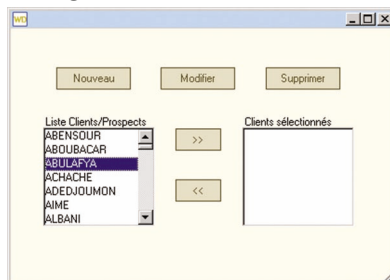 WD
Nouveau Modifier Supprimer
Liste Clients/Prospects
ABENSOUR
ABOUBACAR
ABULAFYA
ACHACHE
ADEDJOUMON
AIME
ALBANI
>>
<<
Clients sélectionnés